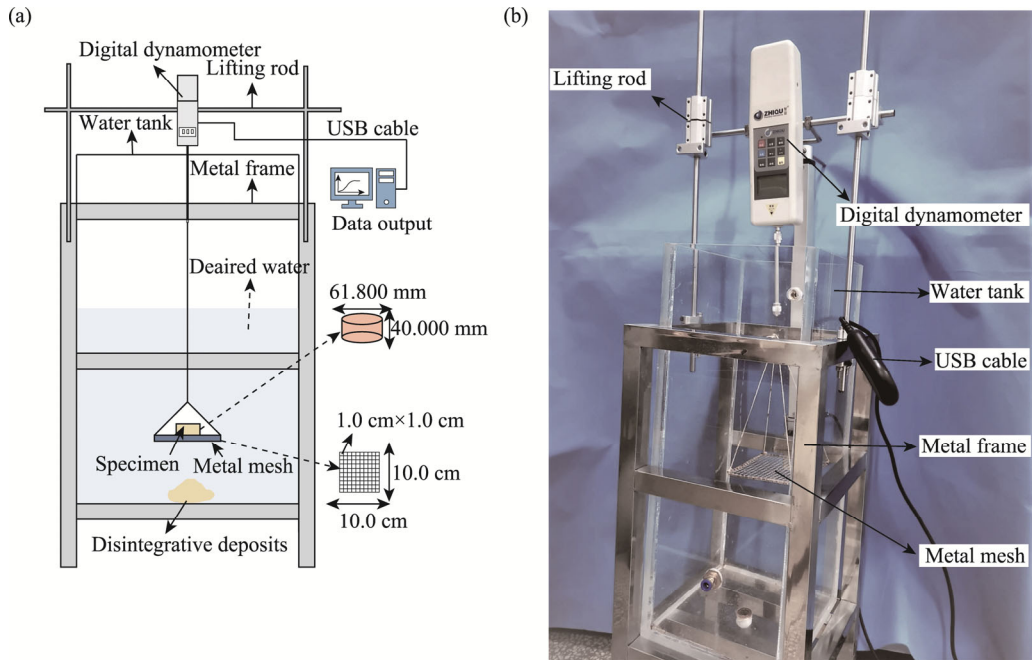 (a)
Digital dynamometer
Lifting rod
Water tank
USB cable
Metal frame
Data output
Deaired water
61.800 mm
40.000 mm
1.0 cm×1.0 cm
Specimen
Metal mesh
10.0 cm
10.0 cm
Disintegrative deposits
(b)
Lifting rod
ZHIQU
Digital dynamometer
Water tank
USB cable
Metal frame
Metal mesh